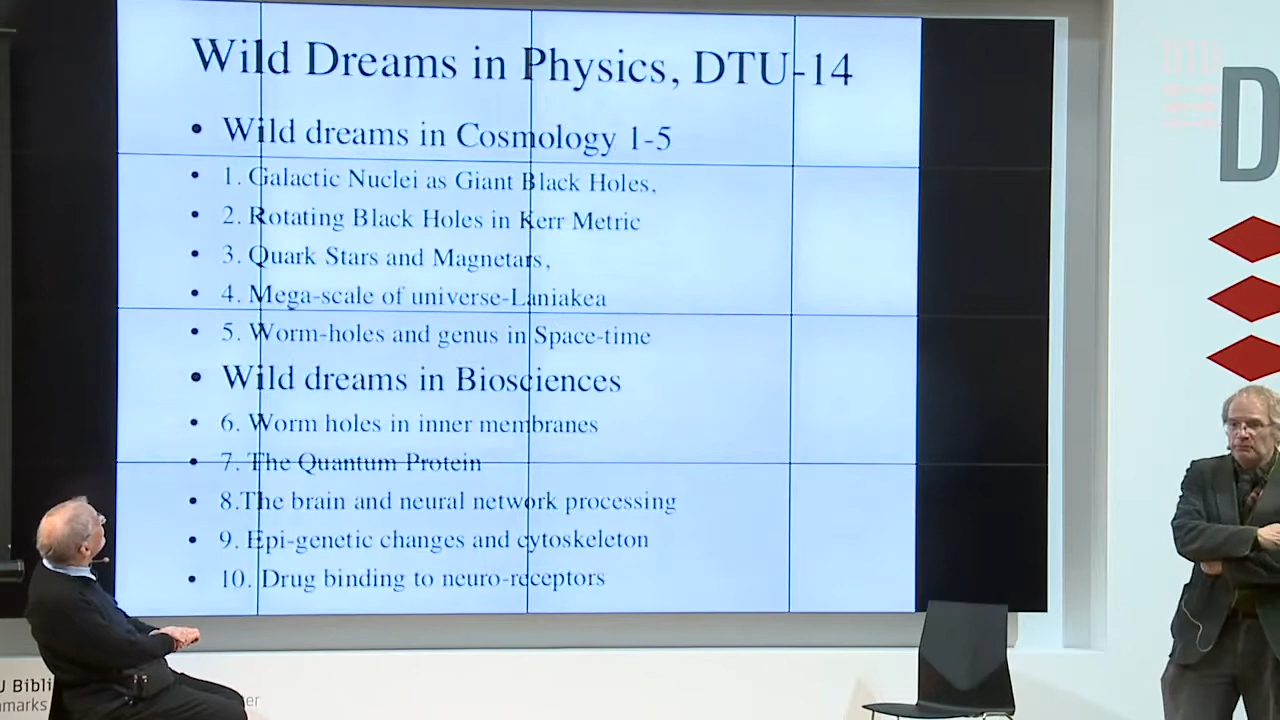 Wild Dreams in Physics, DTU-14
• Wild dreams in Cosmology 1-5
• 1. Galactic Nuclei as Giant Black Holes,
• 2. Rotating Black Holes in Kerr Metric
• 3. Quark Stars and Magnetars,
• 4. Mega-scale of universe-Laniakea
• 5. Worm-holes and genus in Space-time
• Wild dreams in Biosciences
• 6. Worm holes in inner membranes
• 7. The Quantum Protein
• 8.The brain and neural network processing
• 9. Epi-genetic changes and cytoskeleton
• 10. Drug binding to neuro-receptors
DTU
D
U Bibli
nmarks
er